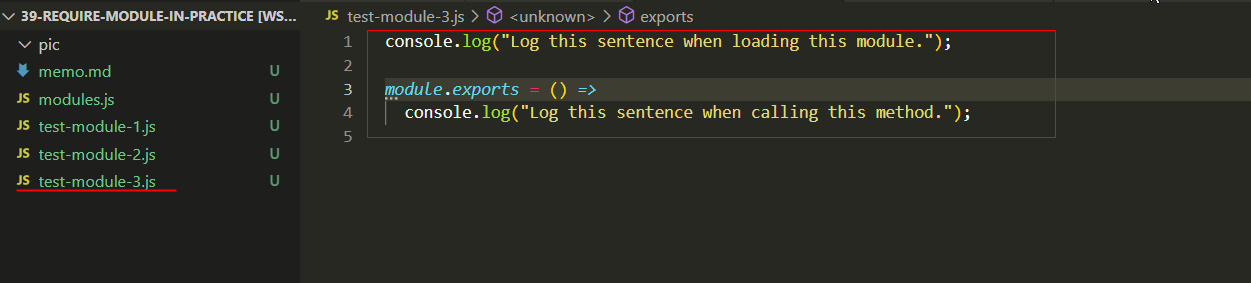 39-REQUIRE-MODULE-IN-PRACTICE [WS...
pic
memo.md U
JS modules.js U
JS test-module-1.js U
JS test-module-2.js U
JS test-module-3.js U
JS test-module-3.js > <unknown> > exports
1 console.log("Log this sentence when loading this module.");
2
3 module.exports = () =>
4 console.log("Log this sentence when calling this method.");
5